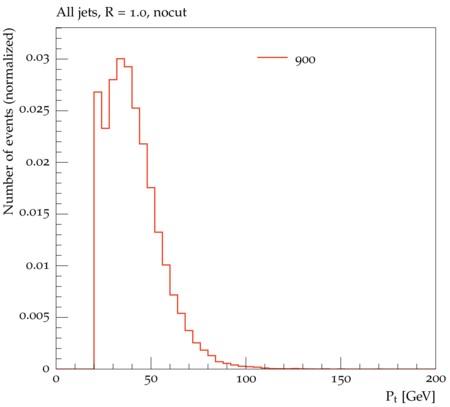 All jets, R = 1.0, nocut
Number of events (normalized)
0.03
0.025
0.02
0.015
0.01
0.005
0
900
0 50 100 150 200
Pt [GeV]